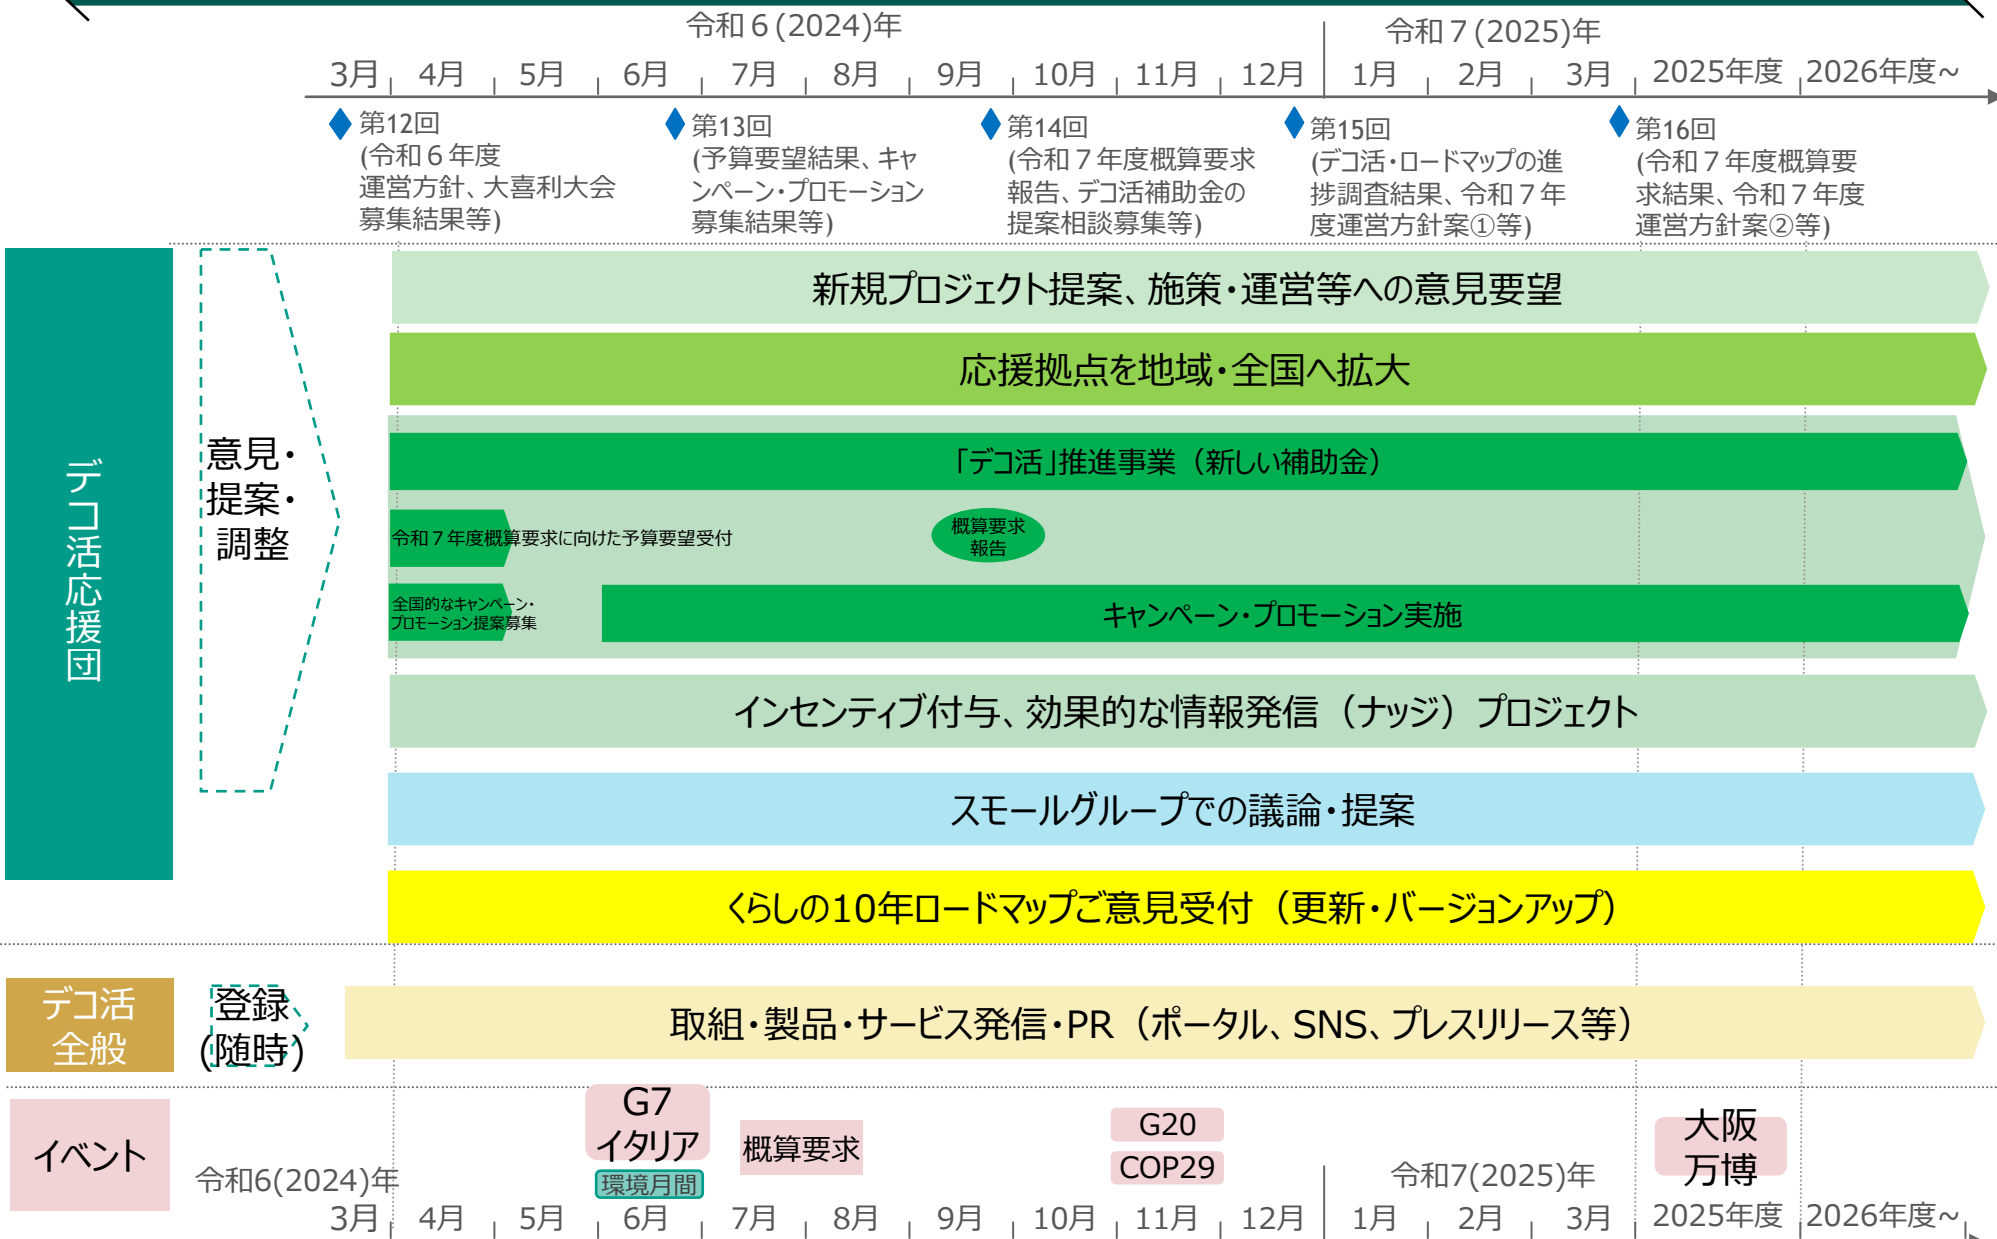 令和６(2024)年
令和７(2025)年
3月 4月 5月 6月 7月 8月 9月 10月 11月 12月 1月 2月 3月 2025年度 2026年度~
第12回
(令和６年度
運営方針、大喜利大会
募集結果等)
第13回
(予算要望結果、キャ
ンペーン・プロモーション
募集結果等)
第14回
(令和７年度概算要求
報告、デコ活補助金の
提案相談募集等)
第15回
(デコ活・ロードマップの進
捗調査結果、令和７年
度運営方針案①等)
第16回
(令和７年度概算要
求結果、令和７年度
運営方針案②等)
デコ活応援団
意見・
提案・
調整
新規プロジェクト提案、施策・運営等への意見要望
応援拠点を地域・全国へ拡大
「デコ活」推進事業（新しい補助金）
令和７年度概算要求に向けた予算要望受付
概算要求
報告
全国的なキャンペーン・
プロモーション提案募集
キャンペーン・プロモーション実施
インセンティブ付与、効果的な情報発信（ナッジ）プロジェクト
スモールグループでの議論・提案
くらしの10年ロードマップご意見受付（更新・バージョンアップ）
デコ活
全般
登録
(随時)
取組・製品・サービス発信・PR（ポータル、SNS、プレスリリース等）
イベント
G7
イタリア
環境月間
概算要求
G20
COP29
大阪
万博
令和6(2024)年
令和7(2025)年
3月 4月 5月 6月 7月 8月 9月 10月 11月 12月 1月 2月 3月 2025年度 2026年度~